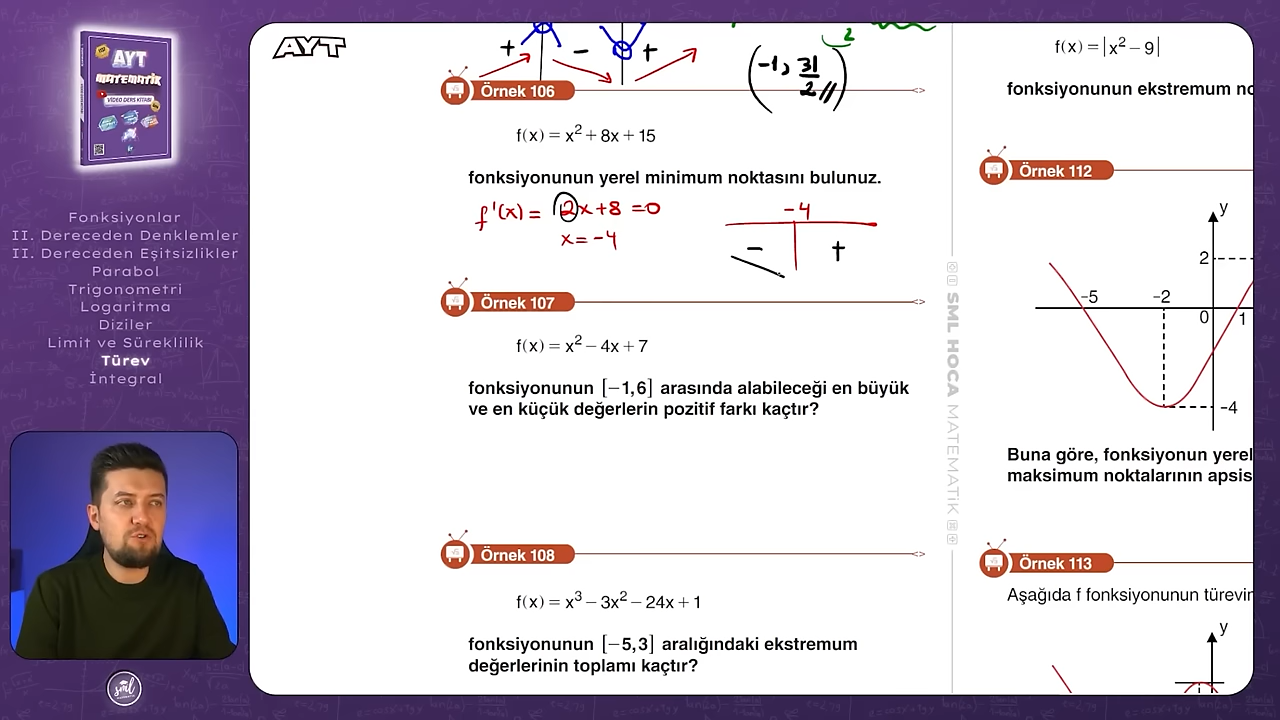 AYT
MATEMATİK
VİDEO DERS KİTABI
Fonksiyonlar
II. Dereceden Denklemler
II. Dereceden Eşitsizlikler
Parabol
Trigonometri
Logaritma
Diziler
Limit ve Süreklilik
Türev
İntegral
sml
AYT
+ − +
(-1, 31/2)
2
Örnek 106
f(x) = x² + 8x + 15
fonksiyonunun yerel minimum noktasını bulunuz.
f'(x) = 2x+8 =0
x = -4
-4
− +
Örnek 107
f(x) = x² − 4x + 7
fonksiyonunun [−1,6] arasında alabileceği en büyük
ve en küçük değerlerin pozitif farkı kaçtır?
Örnek 108
f(x) = x³ − 3x² − 24x + 1
fonksiyonunun [−5,3] aralığındaki ekstremum
değerlerinin toplamı kaçtır?
SML HOCA MATEMATİK
f(x) = |x² − 9|
fonksiyonunun ekstremum no
Örnek 112
y
2
−5 −2 0 1
−4
Buna göre, fonksiyonun yerel
maksimum noktalarının apsis
Örnek 113
Aşağıda f fonksiyonunun türevin
y